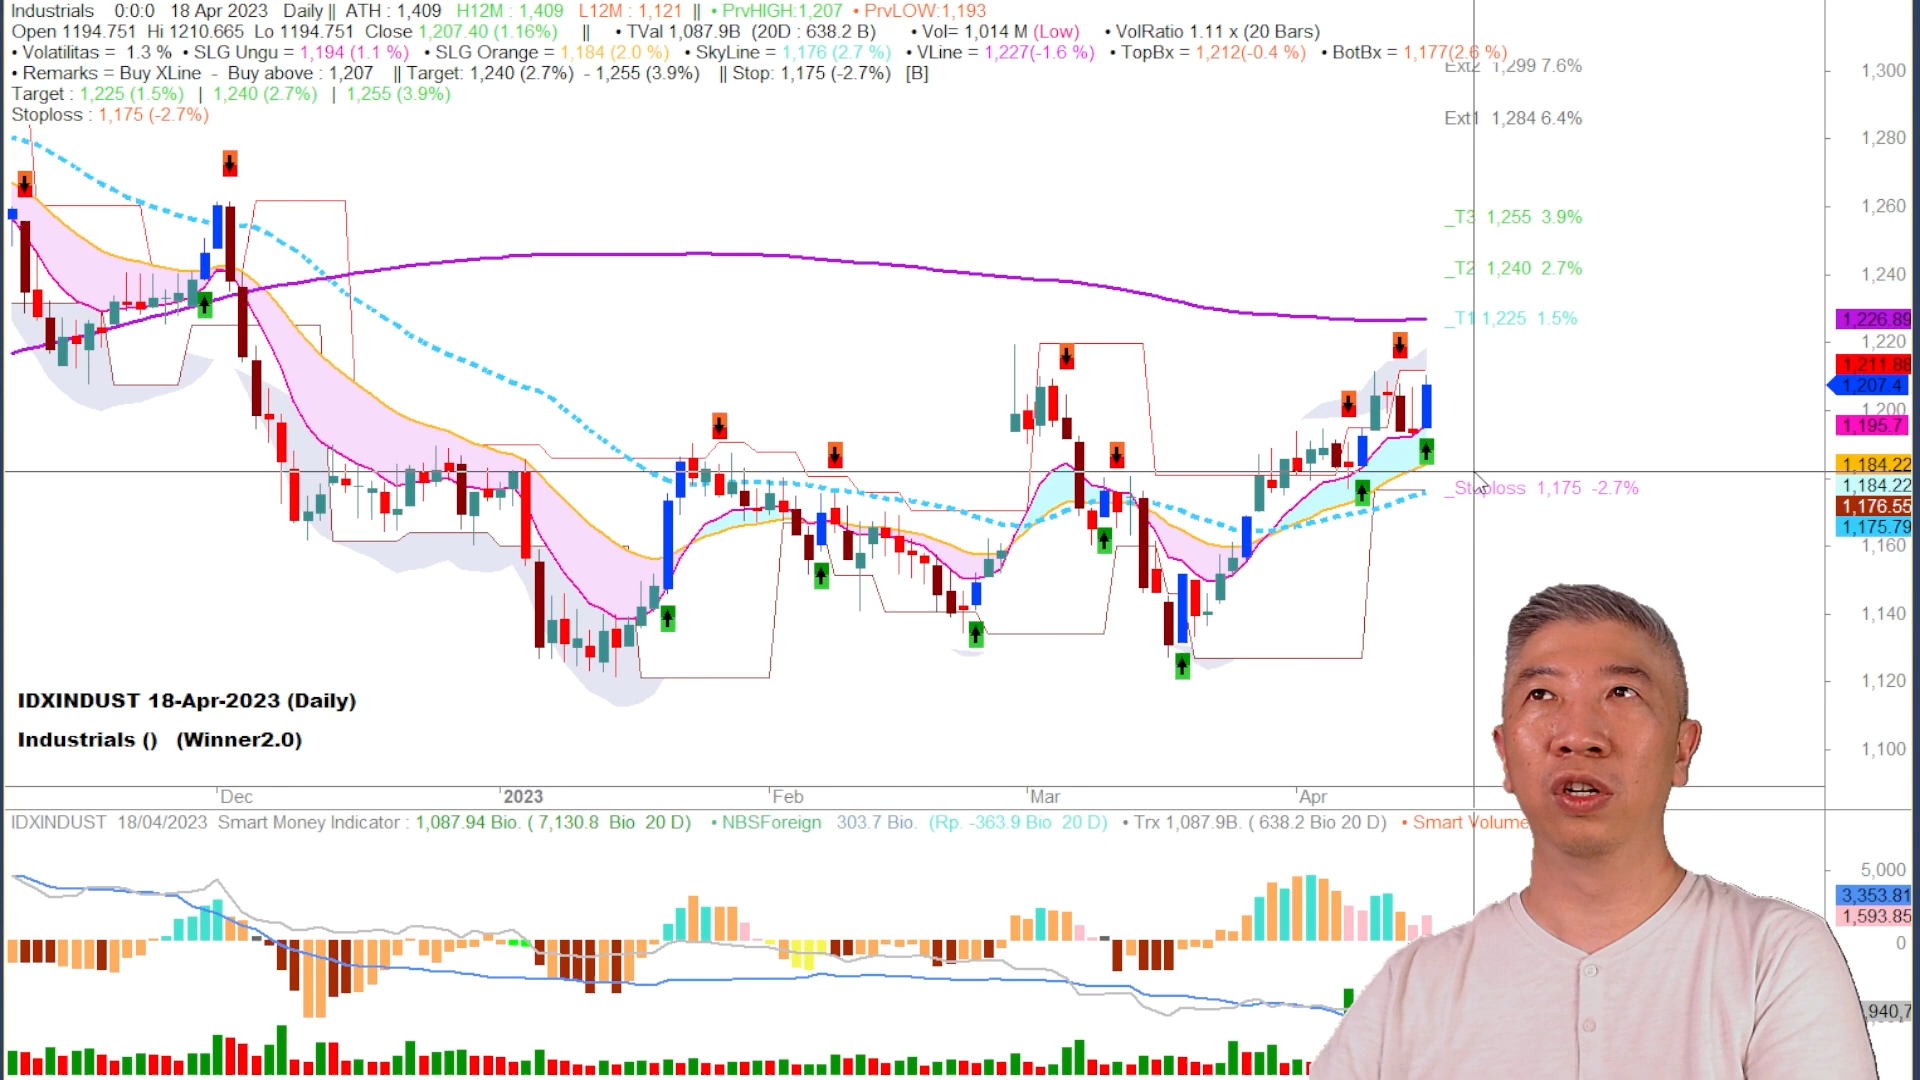 Industrials 0:0:0 18 Apr 2023 Daily || ATH : 1,409 H12M : 1,409 L12M : 1,121 || • PrvHIGH:1,207 • PrvLOW:1,193
Open 1194.751 Hi 1210.665 Lo 1194.751 Close 1,207.40 (1.16%) || • TVal 1,087.9B (20D : 638.2 B) • Vol= 1,014 M (Low) • VolRatio 1.11 x (20 Bars)
• Volatilitas = 1.3 % • SLG Ungu = 1,194 (1.1 %) • SLG Orange = 1,184 (2.0 %) • SkyLine = 1,176 (2.7 %) • VLine = 1,227(-1.6 %) • TopBx = 1,212(-0.4 %) • BotBx = 1,177(2.6 %)
• Remarks = Buy XLine - Buy above : 1,207 || Target: 1,240 (2.7%) - 1,255 (3.9%) || Stop: 1,175 (-2.7%) [B]
Target : 1,225 (1.5%) | 1,240 (2.7%) | 1,255 (3.9%)
Stoploss : 1,175 (-2.7%)
Ext2 1,299 7.6%
Ext1 1,284 6.4%
_T3 1,255 3.9%
_T2 1,240 2.7%
_T1 1,225 1.5%
_Stoploss 1,175 -2.7%
1,300
1,280
1,260
1,240
1,226.89
1,220
1,211.88
1,207.4
1,200
1,195.7
1,184.22
1,184.22
1,176.55
1,175.79
1,160
1,140
1,120
1,100
IDXINDUST 18-Apr-2023 (Daily)
Industrials () (Winner2.0)
Dec 2023 Feb Mar Apr
IDXINDUST 18/04/2023 Smart Money Indicator : 1,087.94 Bio. ( 7,130.8 Bio 20 D) • NBSForeign 303.7 Bio. (Rp. -363.9 Bio 20 D) • Trx 1,087.9B. ( 638.2 Bio 20 D) • Smart Volume
5,000
3,353.81
1,593.85
0
940,7